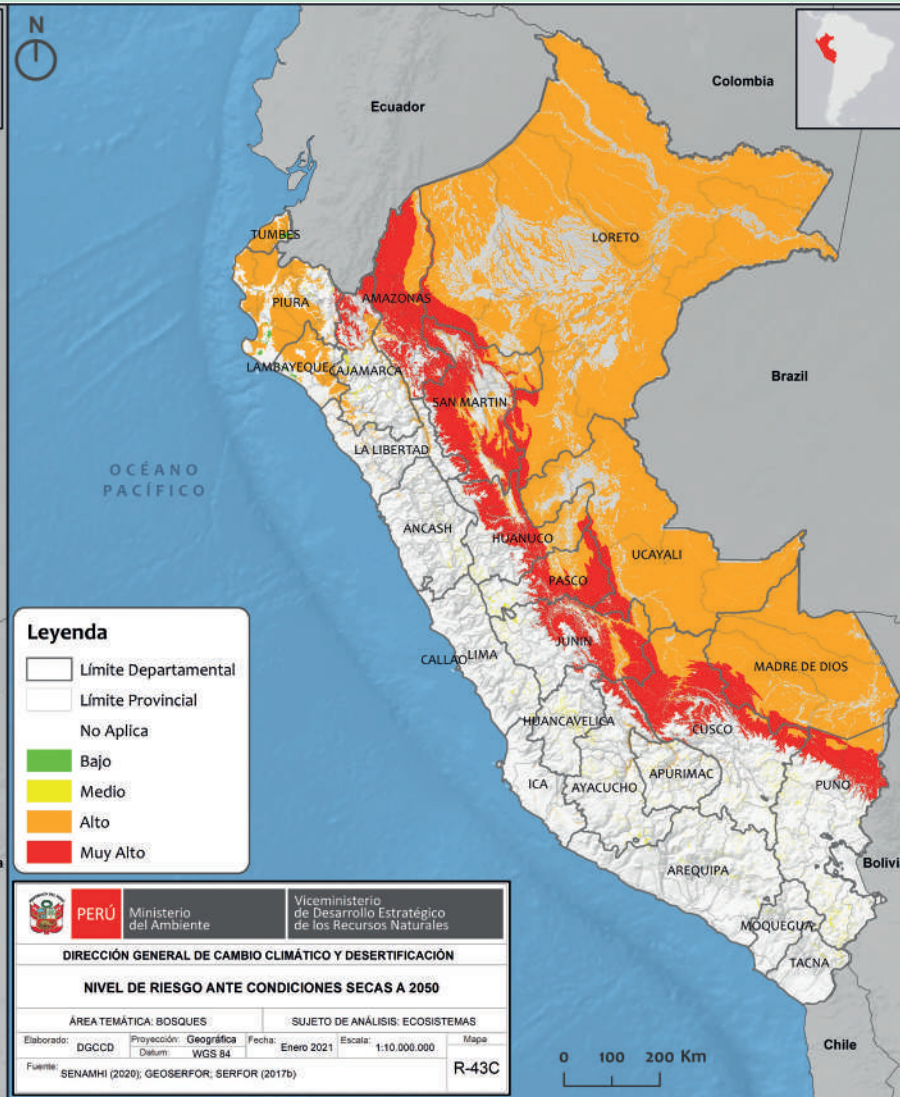 N
Colombia
Ecuador
TUMBES
LORETO
PIURA
AMAZONAS
LAMBAYEQUE
CAJAMARCA
Brazil
SAN MARTIN
LA LIBERTAD
OCÉANO
PACÍFICO
ANCASH
HUANUCO
UCAYALI
PASCO
JUNIN
CALLAO
LIMA
MADRE DE DIOS
HUANCAVELICA
CUSCO
ICA
AYACUCHO
APURIMAC
PUNO
AREQUIPA
Bolivi
MOQUEGUA
TACNA
Chile
Leyenda
Límite Departamental
Límite Provincial
No Aplica
Bajo
Medio
Alto
Muy Alto
PERÚ
Ministerio
del Ambiente
Viceministerio
de Desarrollo Estratégico
de los Recursos Naturales
DIRECCIÓN GENERAL DE CAMBIO CLIMÁTICO Y DESERTIFICACIÓN
NIVEL DE RIESGO ANTE CONDICIONES SECAS A 2050
ÁREA TEMÁTICA: BOSQUES
SUJETO DE ANÁLISIS: ECOSISTEMAS
Elaborado: DGCCD
Proyección: Geográfica
Datum: WGS 84
Fecha: Enero 2021
Escala: 1:10.000.000
Mapa
R-43C
Fuente: SENAMHI (2020); GEOSERFOR; SERFOR (2017b)
0 100 200 Km